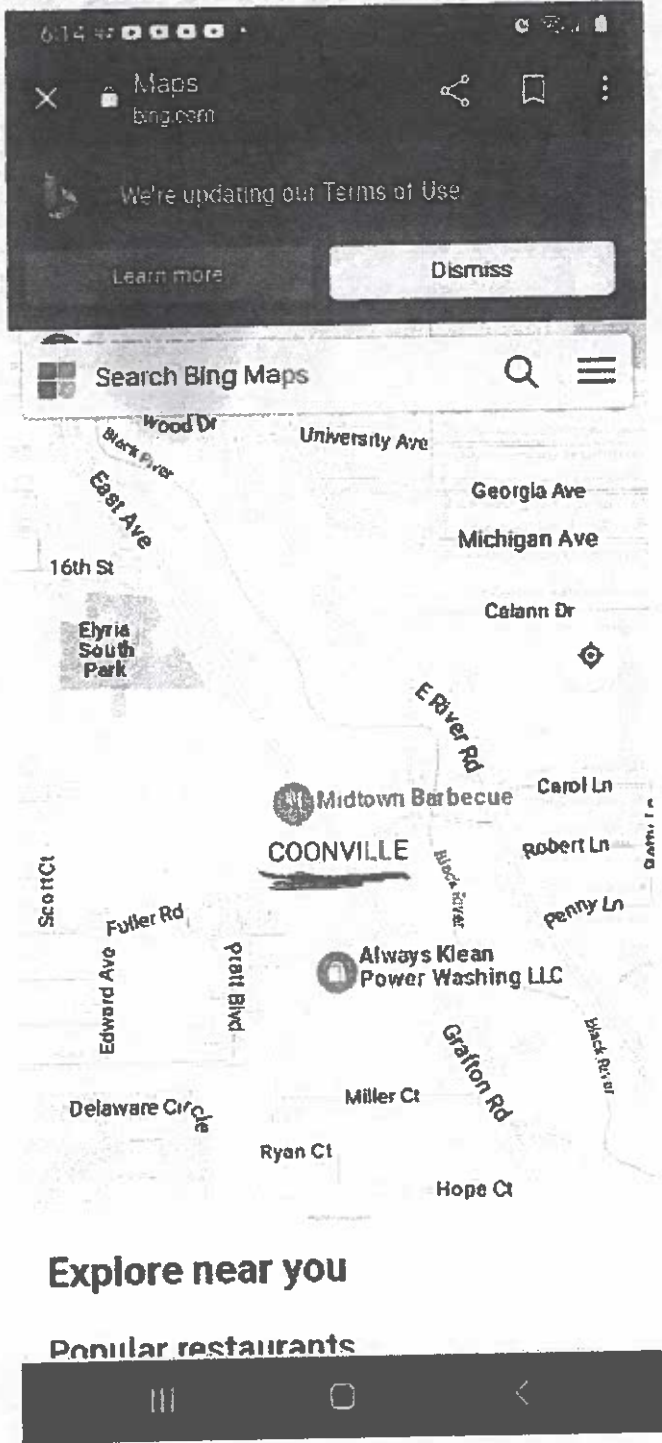 6:14
Maps
bing.com
We're updating our Terms of Use.
Learn more
Dismiss
Search Bing Maps
Wood Dr
Black River
University Ave
East Ave
Georgia Ave
Michigan Ave
16th St
Calann Dr
Elyria
South
Park
E River Rd
Midtown Barbecue
Carol Ln
COONVILLE
Black River
Robert Ln
Scott Ct
Fuller Rd
Penny Ln
Edward Ave
Pratt Blvd
Always Klean
Power Washing LLC
Black River
Grafton Rd
Delaware Circle
Miller Ct
Ryan Ct
Hope Ct
Explore near you
Popular restaurants